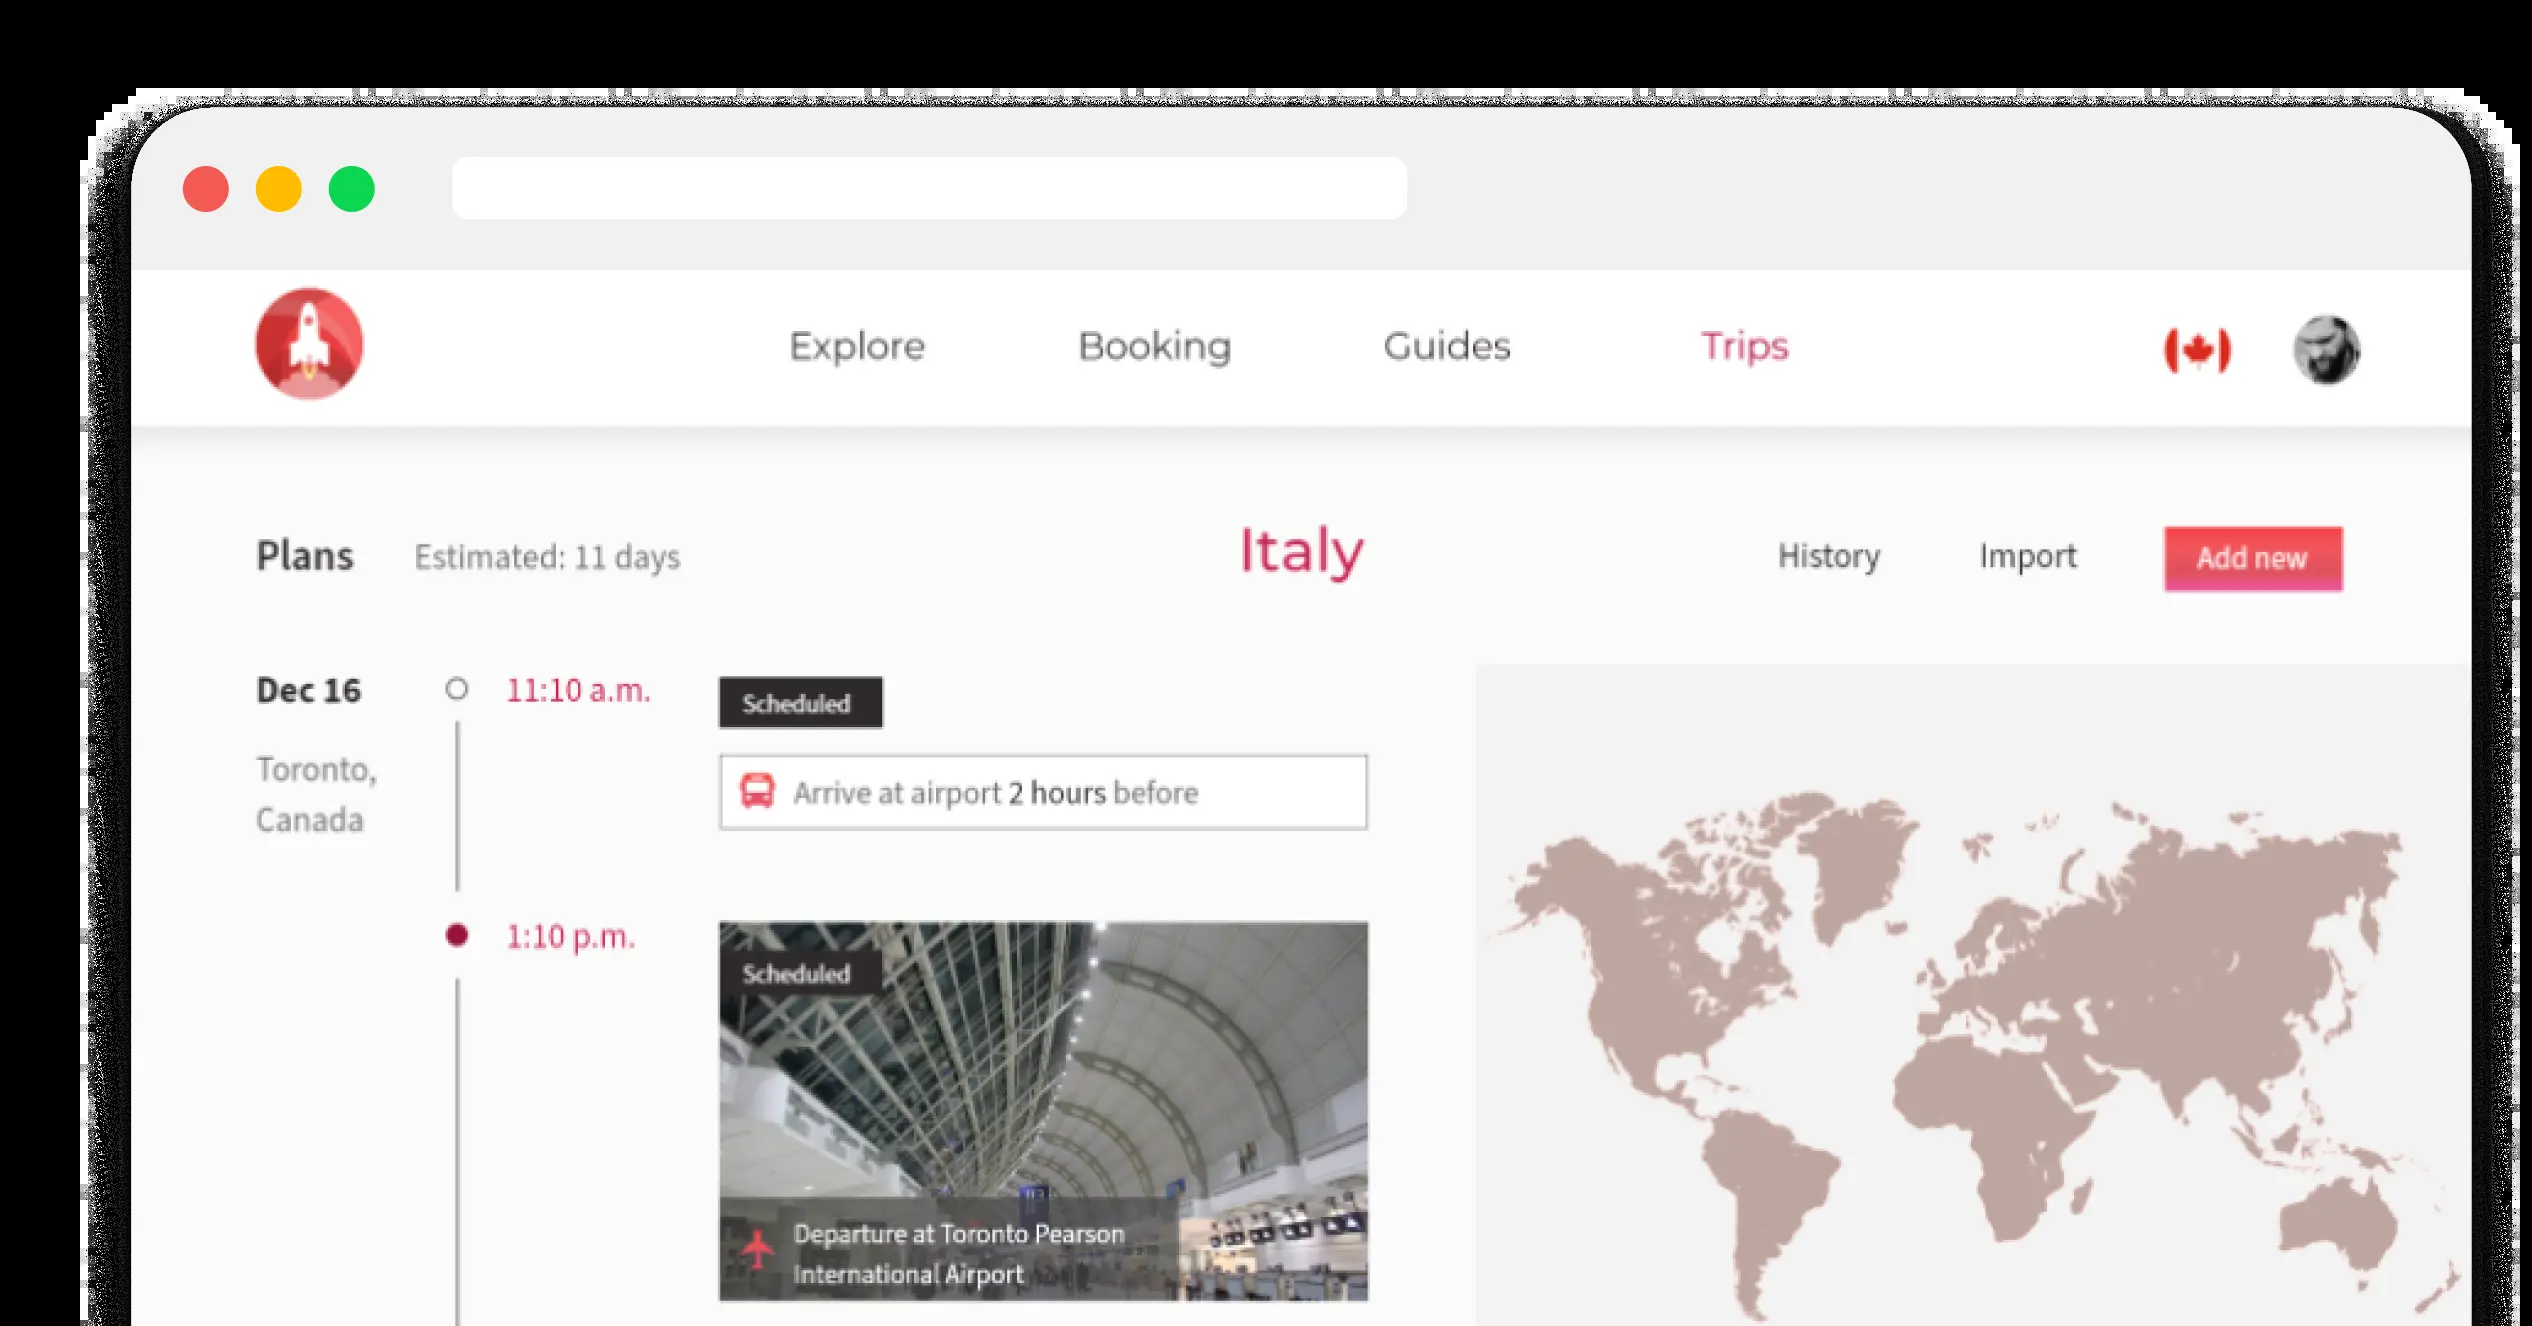 Explore Booking Guides Trips
Plans Estimated: 11 days Italy History Import Add new
Dec 16 11:10 a.m. Scheduled
Toronto,
Canada
Arrive at airport 2 hours before
1:10 p.m.
Scheduled
Departure at Toronto Pearson
International Airport